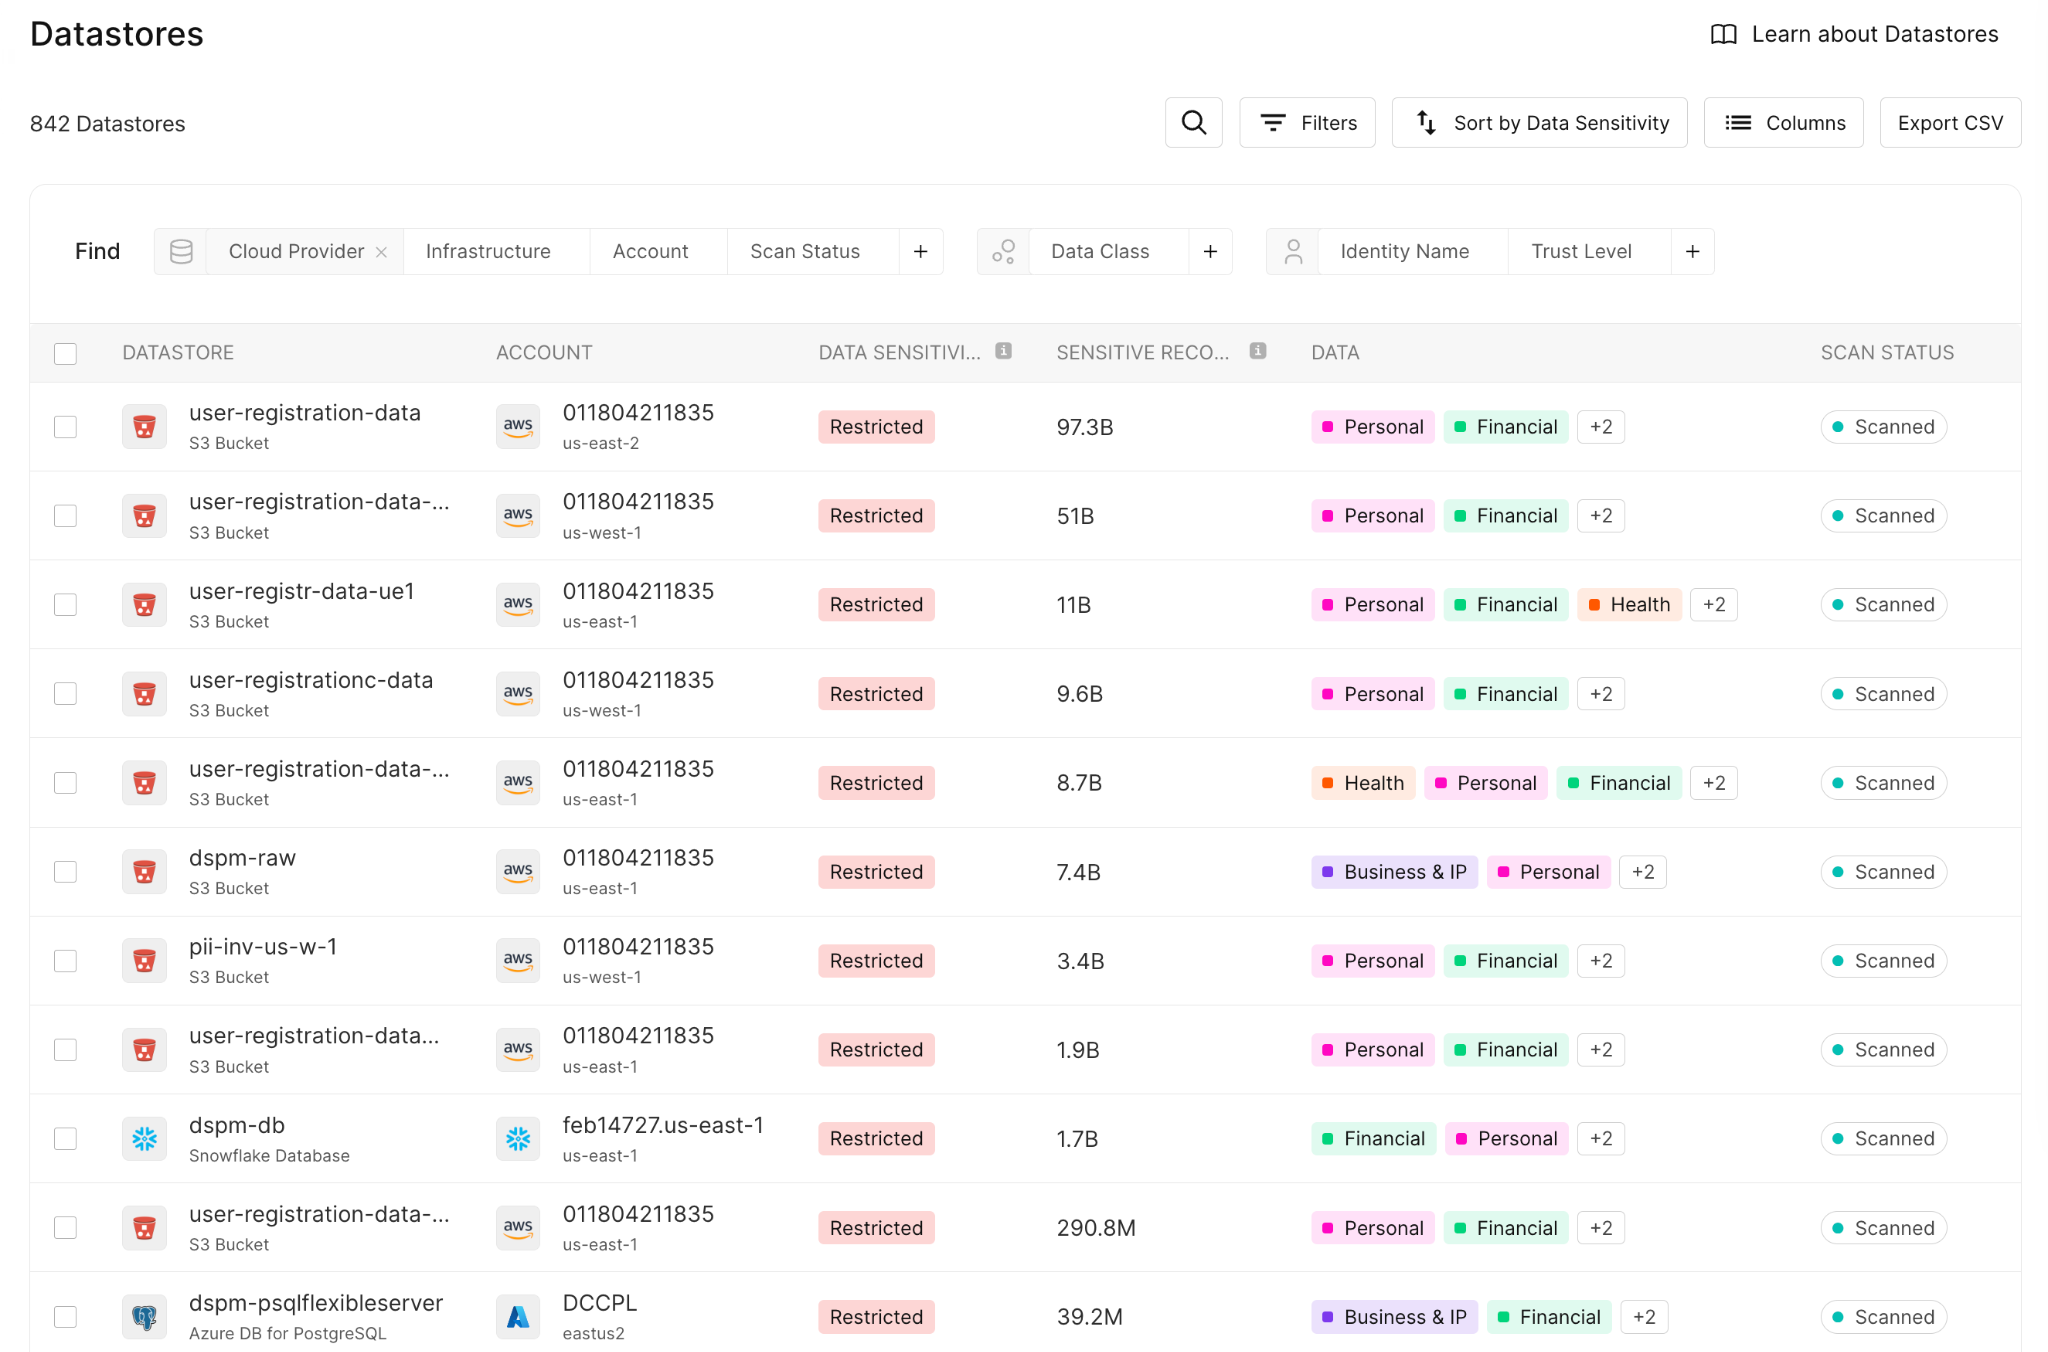 Datastores
Learn about Datastores
842 Datastores
Filters
Sort by Data Sensitivity
Columns
Export CSV
Find
Cloud Provider ×
Infrastructure
Account
Scan Status
+
Data Class
+
Identity Name
Trust Level
+
DATASTORE ACCOUNT DATA SENSITIVI... i SENSITIVE RECO... i DATA SCAN STATUS
user-registration-data
S3 Bucket
aws
011804211835
us-east-2
Restricted
97.3B
Personal Financial +2
Scanned
user-registration-data-...
S3 Bucket
aws
011804211835
us-west-1
Restricted
51B
Personal Financial +2
Scanned
user-registr-data-ue1
S3 Bucket
aws
011804211835
us-east-1
Restricted
11B
Personal Financial Health +2
Scanned
user-registrationc-data
S3 Bucket
aws
011804211835
us-west-1
Restricted
9.6B
Personal Financial +2
Scanned
user-registration-data-...
S3 Bucket
aws
011804211835
us-east-1
Restricted
8.7B
Health Personal Financial +2
Scanned
dspm-raw
S3 Bucket
aws
011804211835
us-east-1
Restricted
7.4B
Business & IP Personal +2
Scanned
pii-inv-us-w-1
S3 Bucket
aws
011804211835
us-west-1
Restricted
3.4B
Personal Financial +2
Scanned
user-registration-data...
S3 Bucket
aws
011804211835
us-east-1
Restricted
1.9B
Personal Financial +2
Scanned
dspm-db
Snowflake Database
feb14727.us-east-1
us-east-1
Restricted
1.7B
Financial Personal +2
Scanned
user-registration-data-...
S3 Bucket
aws
011804211835
us-east-1
Restricted
290.8M
Personal Financial +2
Scanned
dspm-psqlflexibleserver
Azure DB for PostgreSQL
DCCPL
eastus2
Restricted
39.2M
Business & IP Financial +2
Scanned